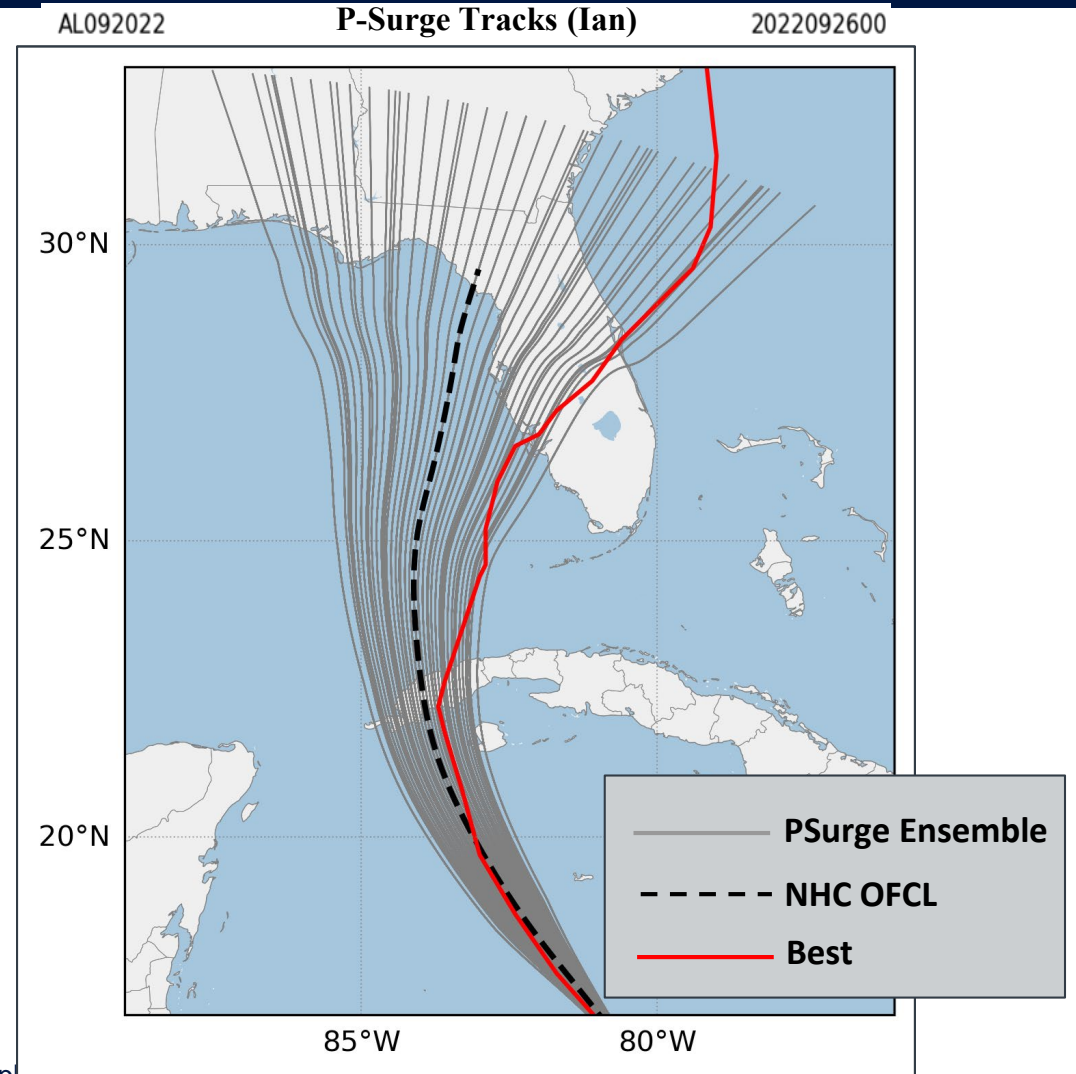 AL092022 P-Surge Tracks (Ian) 2022092600
30°N
25°N
20°N
85°W 80°W
PSurge Ensemble
NHC OFCL
Best